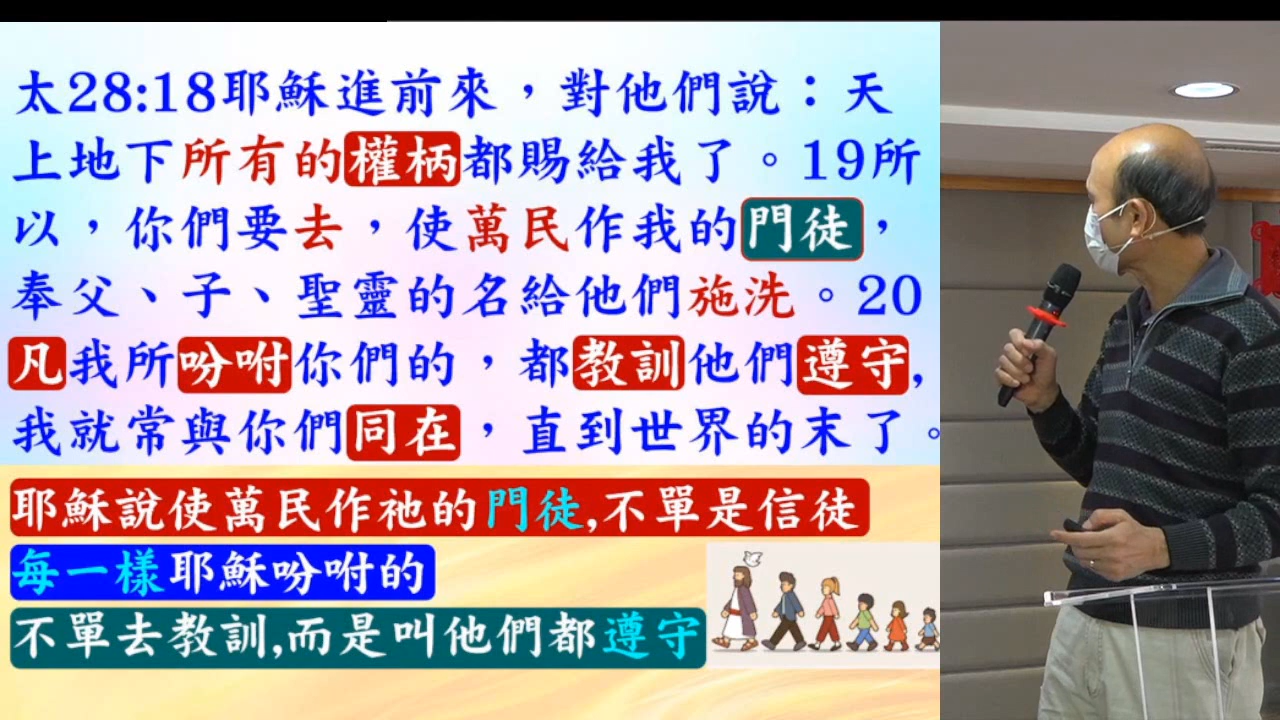 太28:18耶穌進前來，對他們說：天
上地下所有的權柄都賜給我了。19所
以，你們要去，使萬民作我的門徒，
奉父、子、聖靈的名給他們施洗。20
凡我所吩咐你們的，都教訓他們遵守,
我就常與你們同在，直到世界的末了。
耶穌說使萬民作祂的門徒,不單是信徒
每一樣耶穌吩咐的
不單去教訓,而是叫他們都遵守